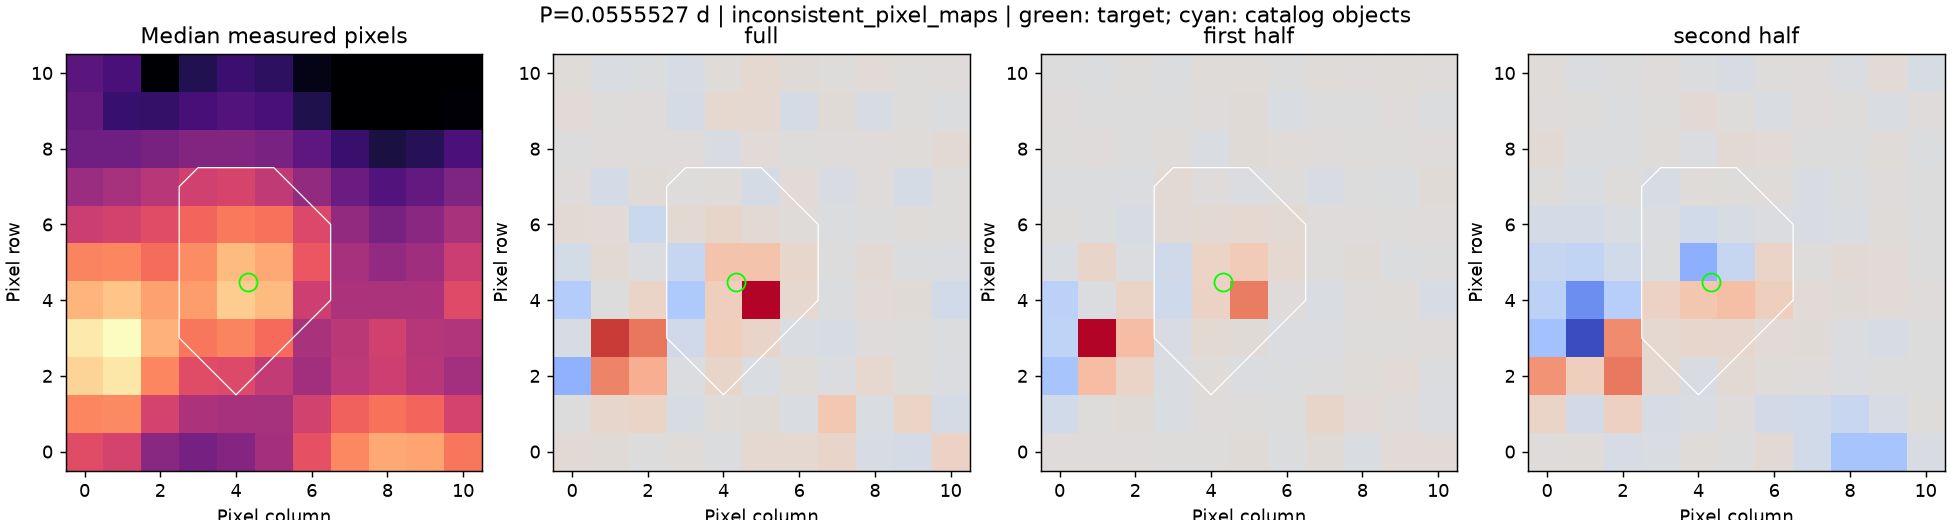 P=0.0555527 d | inconsistent_pixel_maps | green: target; cyan: catalog objects
Median measured pixels
full
first half
second half
Pixel row
10
8
6
4
2
0
0 2 4 6 8 10
Pixel column
Pixel row
10
8
6
4
2
0
0 2 4 6 8 10
Pixel column
Pixel row
10
8
6
4
2
0
0 2 4 6 8 10
Pixel column
Pixel row
10
8
6
4
2
0
0 2 4 6 8 10
Pixel column